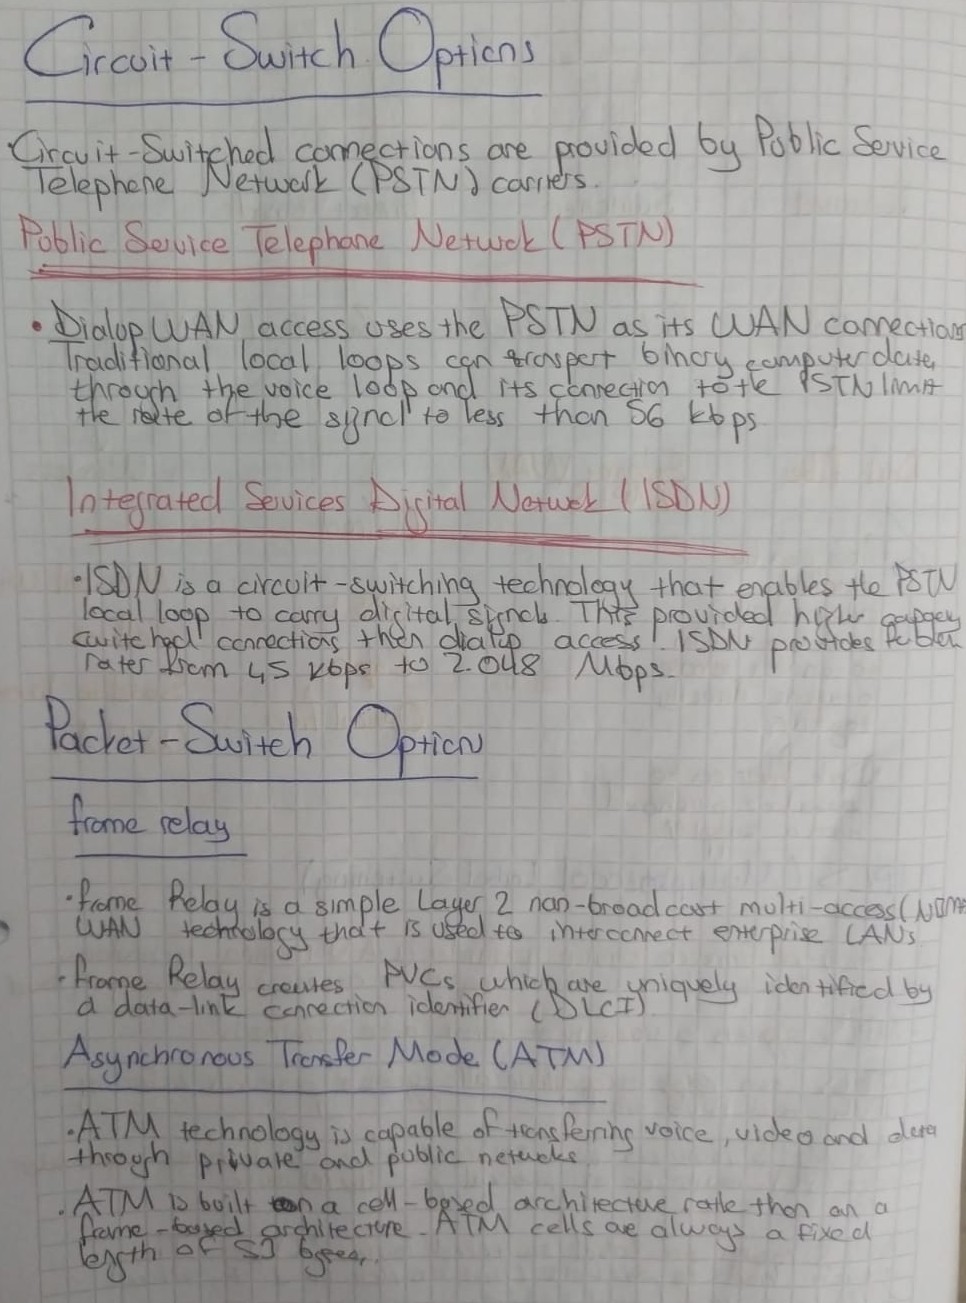 Circuit-Switch Options
Circuit-Switched connections are provided by Public Service
Telephone Network (PSTN) carriers.
Public Service Telephone Network (PSTN)
• Dialup WAN access uses the PSTN as its WAN connection
Traditional local loops can transport binary computer data
through the voice loop and its connection to the PSTN limit
the rate of the signal to less than 56 kbps
Integrated Services Digital Network (ISDN)
• ISDN is a circuit-switching technology that enables the PSTN
local loop to carry digital signals. This provided higher capacity
switched connections then dialup access. ISDN provides for data
rates from 45 kbps to 2.048 Mbps.
Packet-Switch Option
frame relay
• frame Relay is a simple Layer 2 non-broadcast multi-access (NBMA
WAN technology that is used to interconnect enterprise LANs
• Frame Relay creates PVCs which are uniquely identified by
a data-link connection identifier (DLCI)
Asynchronous Transfer Mode (ATM)
• ATM technology is capable of transferring voice, video and data
through private and public networks
• ATM is built on a cell-based architecture rather than on a
frame-based architecture. ATM cells are always a fixed
length of 53 bytes.